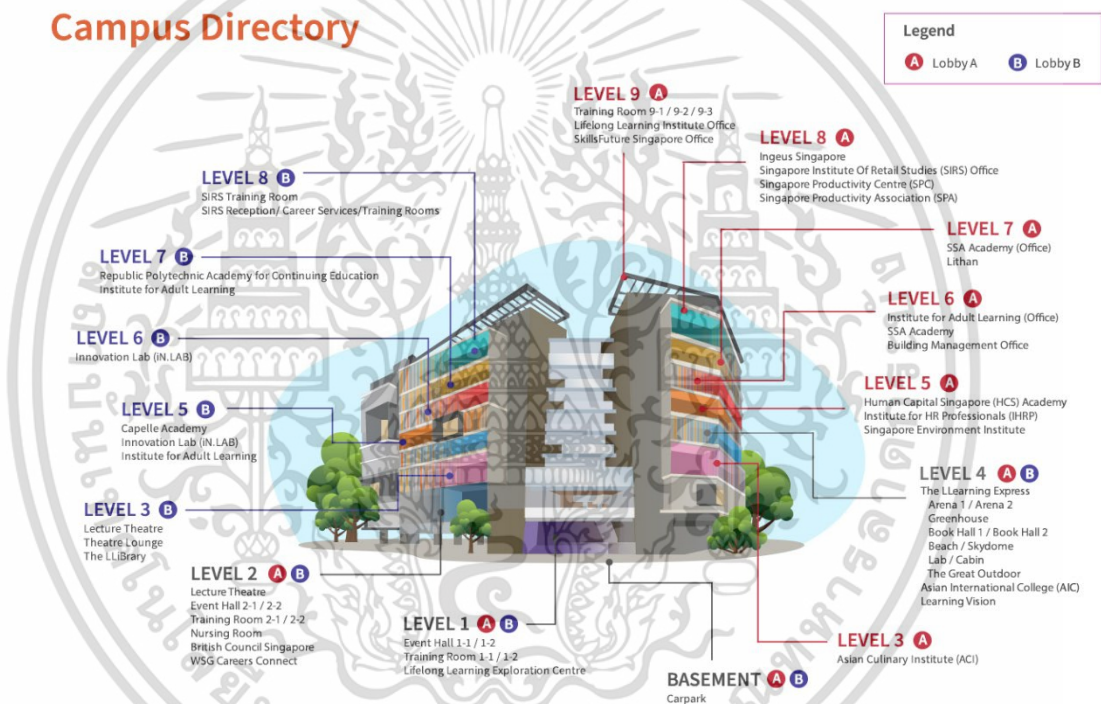 Campus Directory
Legend
A Lobby A B Lobby B
LEVEL 9 A
Training Room 9-1 / 9-2 / 9-3
Lifelong Learning Institute Office
SkillsFuture Singapore Office
LEVEL 8 A
Ingeus Singapore
Singapore Institute Of Retail Studies (SIRS) Office
Singapore Productivity Centre (SPC)
Singapore Productivity Association (SPA)
LEVEL 8 B
SIRS Training Room
SIRS Reception/ Career Services/Training Rooms
LEVEL 7 A
SSA Academy (Office)
Lithan
LEVEL 7 B
Republic Polytechnic Academy for Continuing Education
Institute for Adult Learning
LEVEL 6 A
Institute for Adult Learning (Office)
SSA Academy
Building Management Office
LEVEL 6 B
Innovation Lab (iN.LAB)
LEVEL 5 A
Human Capital Singapore (HCS) Academy
Institute for HR Professionals (IHRP)
Singapore Environment Institute
LEVEL 5 B
Capelle Academy
Innovation Lab (iN.LAB)
Institute for Adult Learning
LEVEL 4 A B
The LLearning Express
Arena 1 / Arena 2
Greenhouse
Book Hall 1 / Book Hall 2
Beach / Skydome
Lab / Cabin
The Great Outdoor
Asian International College (AIC)
Learning Vision
LEVEL 3 B
Lecture Theatre
Theatre Lounge
The LLiBrary
LEVEL 2 A B
Lecture Theatre
Event Hall 2-1 / 2-2
Training Room 2-1 / 2-2
Nursing Room
British Council Singapore
WSG Careers Connect
LEVEL 1 A B
Event Hall 1-1 / 1-2
Training Room 1-1 / 1-2
Lifelong Learning Exploration Centre
LEVEL 3 A
Asian Culinary Institute (ACI)
BASEMENT A B
Carpark